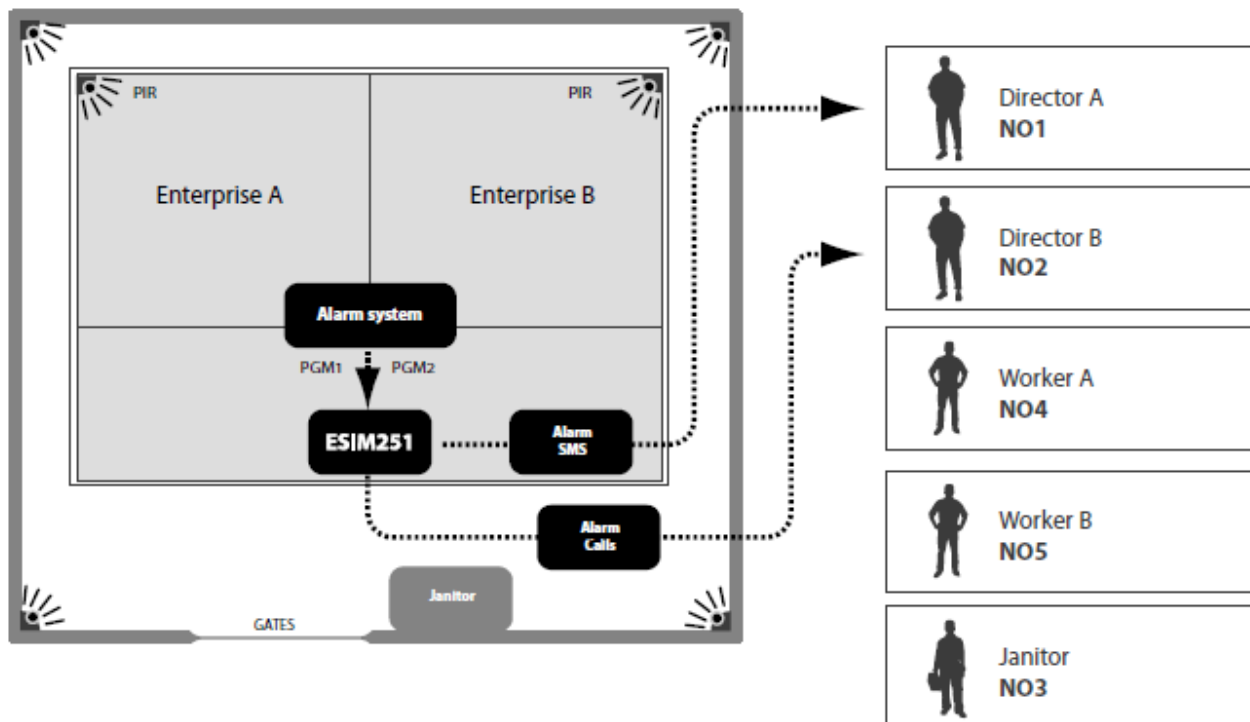 PIR
PIR
Enterprise A
Enterprise B
Alarm system
PGM1
PGM2
ESIM251
Alarm
SMS
Alarm
Calls
Janitor
GATES
Director A
NO1
Director B
NO2
Worker A
NO4
Worker B
NO5
Janitor
NO3